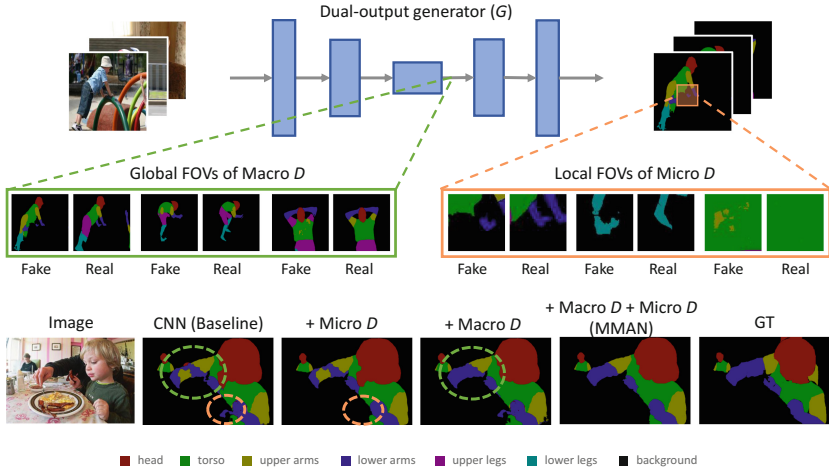 Dual-output generator (G)
Global FOVs of Macro D
Local FOVs of Micro D
Fake Real Fake Real Fake Real
Fake Real Fake Real Fake Real
Image
CNN (Baseline)
+ Micro D
+ Macro D
+ Macro D + Micro D
(MMAN)
GT
head torso upper arms lower arms upper legs lower legs background